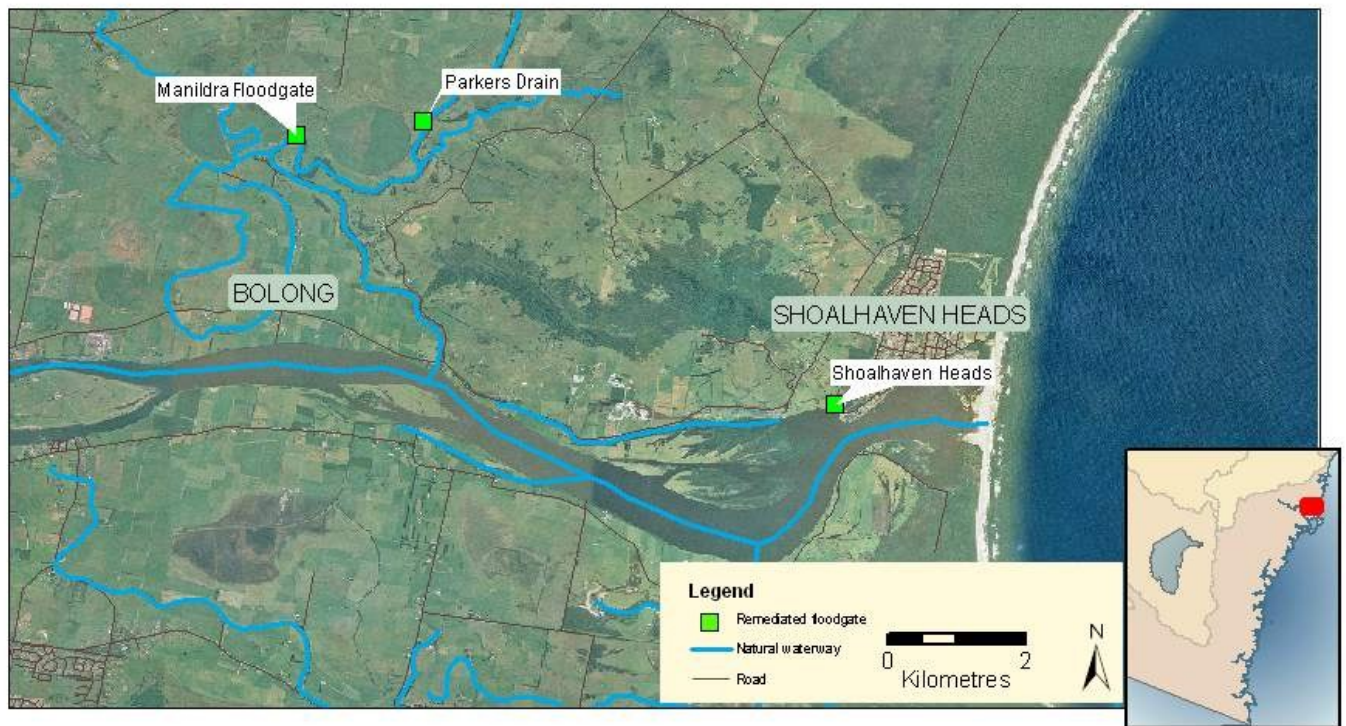 Manildra Floodgate
Parkers Drain
BOLONG
SHOALHAVEN HEADS
Shoalhaven Heads
Legend
Remediated floodgate
Natural waterway
Road
0 2
Kilometres
N